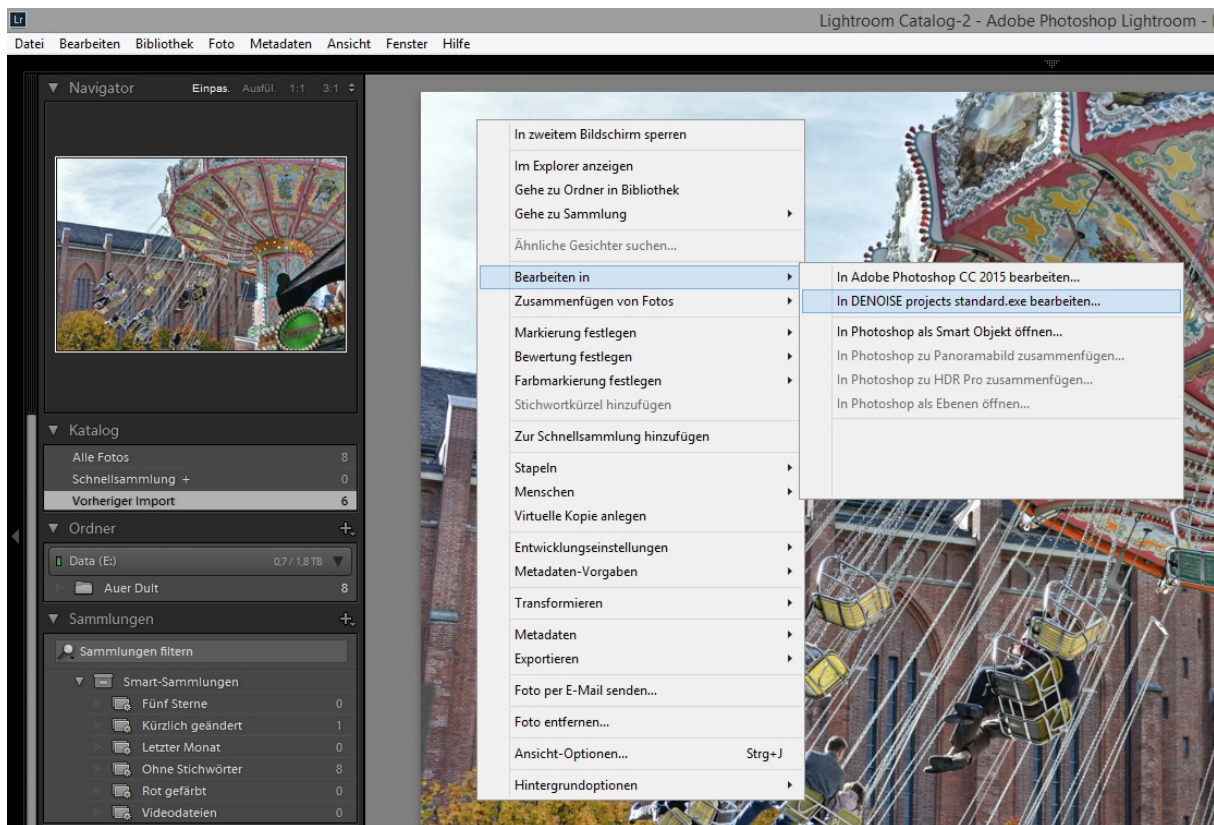 Lr
Lightroom Catalog-2 - Adobe Photoshop Lightroom -
Datei Bearbeiten Bibliothek Foto Metadaten Ansicht Fenster Hilfe
Navigator Einpas. Ausfül. 1:1 3:1
Katalog
Alle Fotos 8
Schnellsammlung + 0
Vorheriger Import 6
Ordner
Data (E:) 0,7 / 1,8 TB
Auer Dult 8
Sammlungen
Sammlungen filtern
Smart-Sammlungen
Fünf Sterne 0
Kürzlich geändert 1
Letzter Monat 0
Ohne Stichwörter 8
Rot gefärbt 0
Videodateien 0
In zweitem Bildschirm sperren
Im Explorer anzeigen
Gehe zu Ordner in Bibliothek
Gehe zu Sammlung
Ähnliche Gesichter suchen...
Bearbeiten in
Zusammenfügen von Fotos
Markierung festlegen
Bewertung festlegen
Farbmarkierung festlegen
Stichwortkürzel hinzufügen
Zur Schnellsammlung hinzufügen
Stapeln
Menschen
Virtuelle Kopie anlegen
Entwicklungseinstellungen
Metadaten-Vorgaben
Transformieren
Metadaten
Exportieren
Foto per E-Mail senden...
Foto entfernen...
Ansicht-Optionen... Strg+J
Hintergrundoptionen
In Adobe Photoshop CC 2015 bearbeiten...
In DENOISE projects standard.exe bearbeiten...
In Photoshop als Smart Objekt öffnen...
In Photoshop zu Panoramabild zusammenfügen...
In Photoshop zu HDR Pro zusammenfügen...
In Photoshop als Ebenen öffnen...